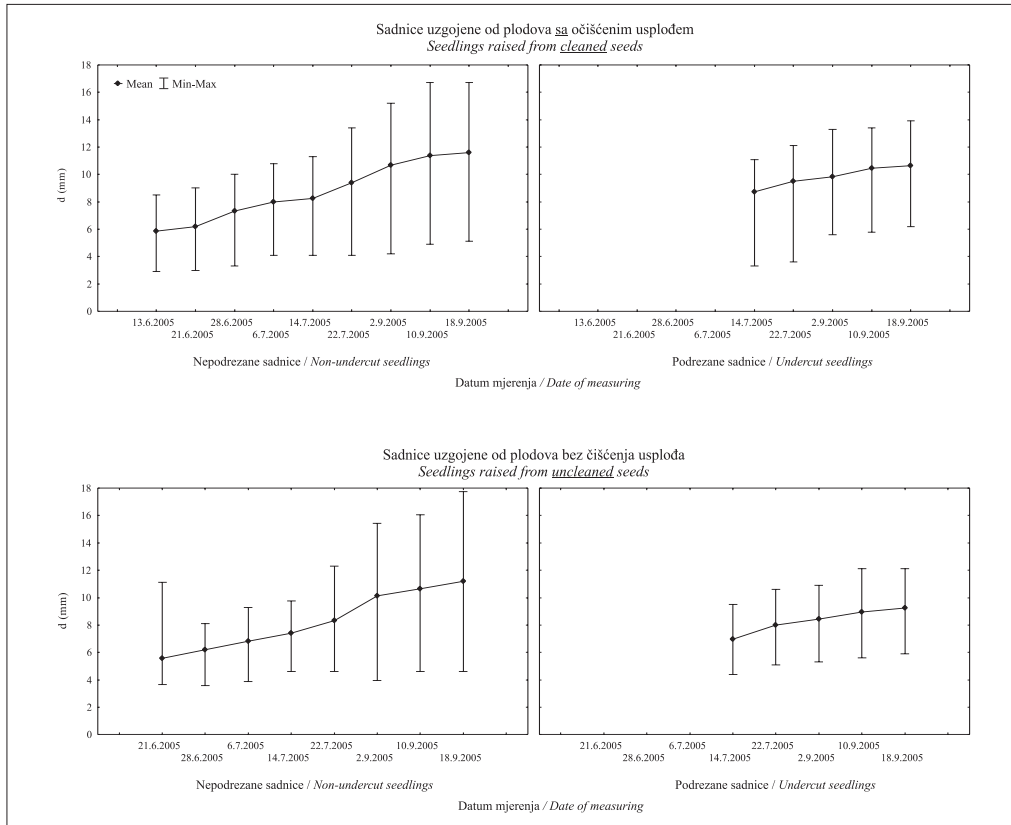 Sadnice uzgojene od plodova sa očišćenim usplođem
Seedlings raised from cleaned seeds
18
16
14
12
10
8
6
4
2
0
d (mm)
Mean Min-Max
13.6.2005 28.6.2005 14.7.2005 2.9.2005 18.9.2005
21.6.2005 6.7.2005 22.7.2005 10.9.2005
Nepodrezane sadnice / Non-undercut seedlings
13.6.2005 28.6.2005 14.7.2005 2.9.2005 18.9.2005
21.6.2005 6.7.2005 22.7.2005 10.9.2005
Podrezane sadnice / Undercut seedlings
Datum mjerenja / Date of measuring
Sadnice uzgojene od plodova bez čišćenja usplođa
Seedlings raised from uncleaned seeds
18
16
14
12
10
8
6
4
2
0
d (mm)
21.6.2005 6.7.2005 22.7.2005 10.9.2005
28.6.2005 14.7.2005 2.9.2005 18.9.2005
Nepodrezane sadnice / Non-undercut seedlings
21.6.2005 6.7.2005 22.7.2005 10.9.2005
28.6.2005 14.7.2005 2.9.2005 18.9.2005
Podrezane sadnice / Undercut seedlings
Datum mjerenja / Date of measuring